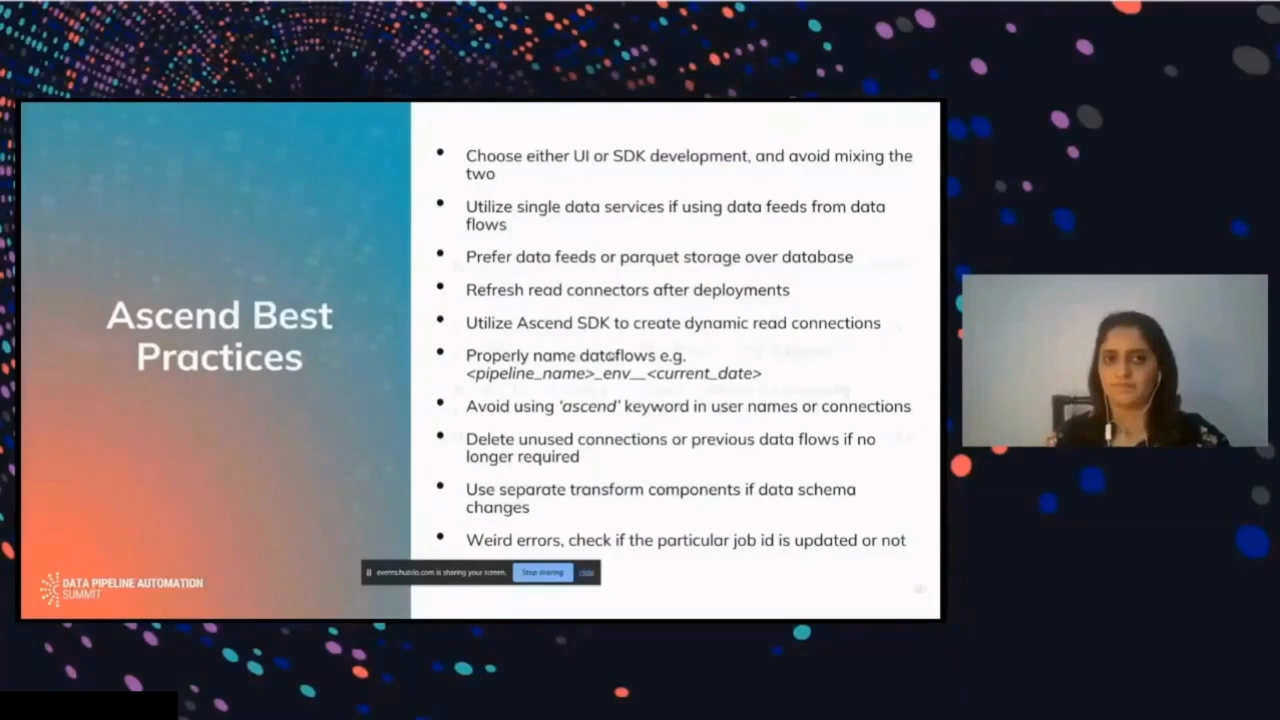 Ascend Best
Practices
Choose either UI or SDK development, and avoid mixing the
two
Utilize single data services if using data feeds from data
flows
Prefer data feeds or parquet storage over database
Refresh read connectors after deployments
Utilize Ascend SDK to create dynamic read connections
Properly name dataflows e.g.
<pipeline_name>_env__<current_date>
Avoid using ‘ascend’ keyword in user names or connections
Delete unused connections or previous data flows if no
longer required
Use separate transform components if data schema
changes
Weird errors, check if the particular job id is updated or not
events.hubilo.com is sharing your screen.
Stop sharing
Hide
DATA PIPELINE AUTOMATION
SUMMIT